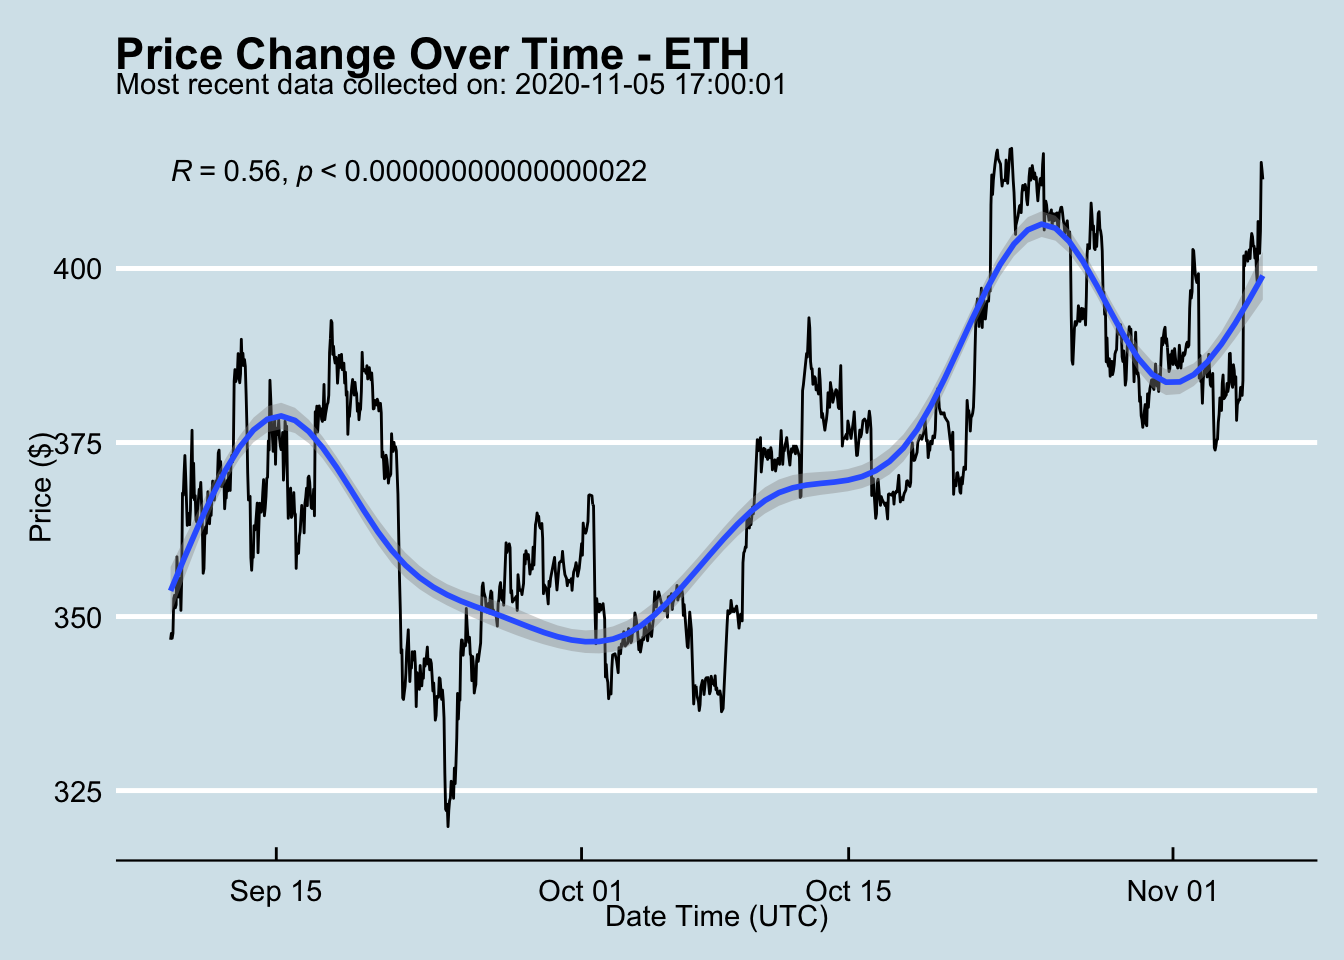 Price Change Over Time - ETH
Most recent data collected on: 2020-11-05 17:00:01
R = 0.56, p < 0.00000000000000022
400
375
350
325
Price ($)
Sep 15
Oct 01
Oct 15
Nov 01
Date Time (UTC)